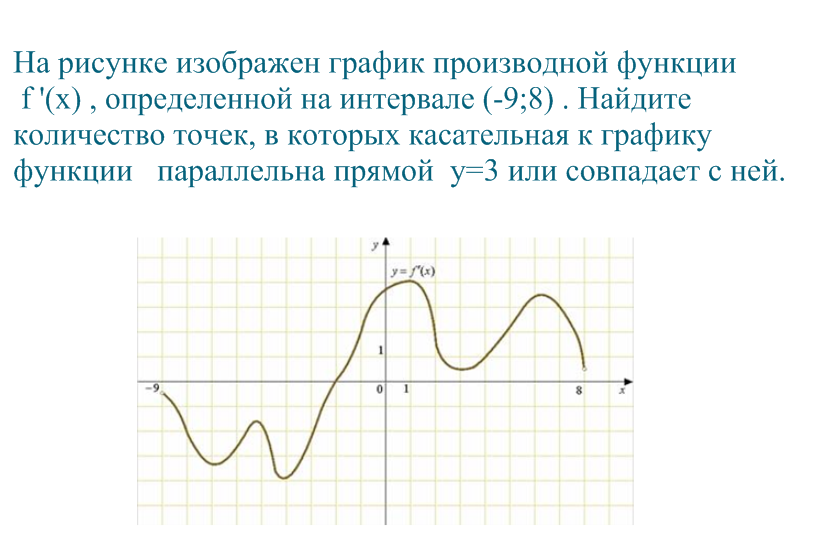 На рисунке изображен график производной функции
f '(x) , определенной на интервале (-9;8) . Найдите
количество точек, в которых касательная к графику
функции параллельна прямой y=3 или совпадает с ней.
y
y = f'(x)
1
−9
0 1
8
x